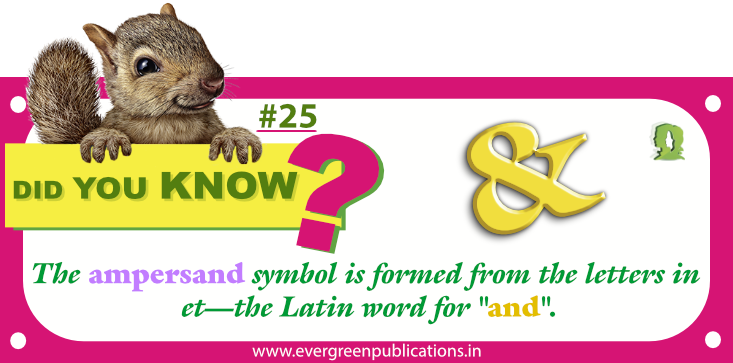 #25
DID YOU KNOW?
&
The ampersand symbol is formed from the letters in
et—the Latin word for "and".
www.evergreenpublications.in